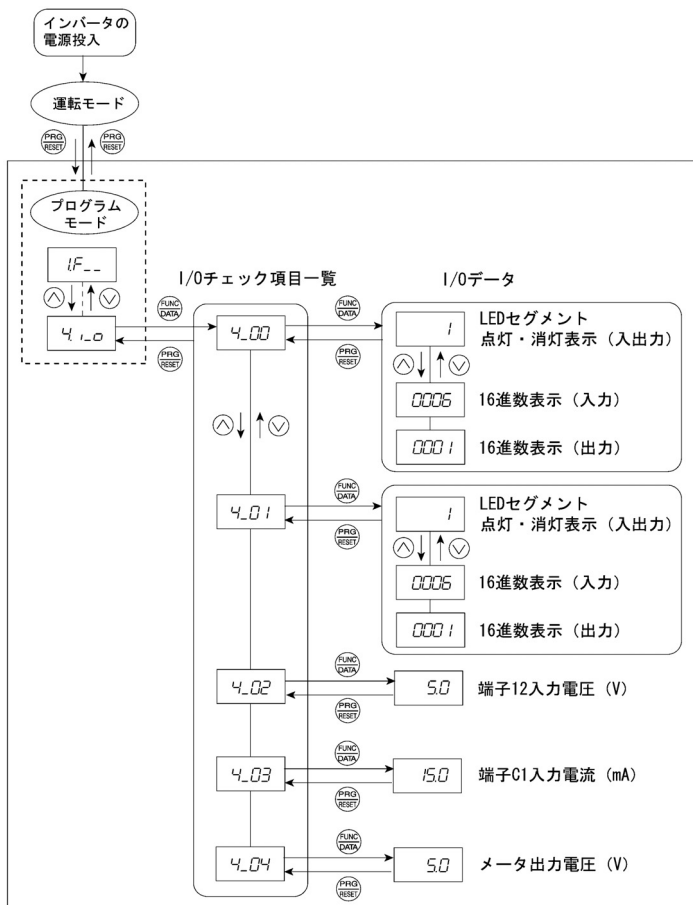 インバータの
電源投入
運転モード
PRG
RESET
PRG
RESET
プログラム
モード
1.F__
4.i_o
FUNC
DATA
PRG
RESET
I/Oチェック項目一覧
I/Oデータ
4_00
FUNC
DATA
PRG
RESET
1
LEDセグメント
点灯・消灯表示（入出力）
0006
16進数表示（入力）
0001
16進数表示（出力）
4_01
FUNC
DATA
PRG
RESET
1
LEDセグメント
点灯・消灯表示（入出力）
0006
16進数表示（入力）
0001
16進数表示（出力）
4_02
FUNC
DATA
PRG
RESET
5.0
端子12入力電圧（V）
4_03
FUNC
DATA
PRG
RESET
15.0
端子C1入力電流（mA）
4_04
FUNC
DATA
PRG
RESET
5.0
メータ出力電圧（V）